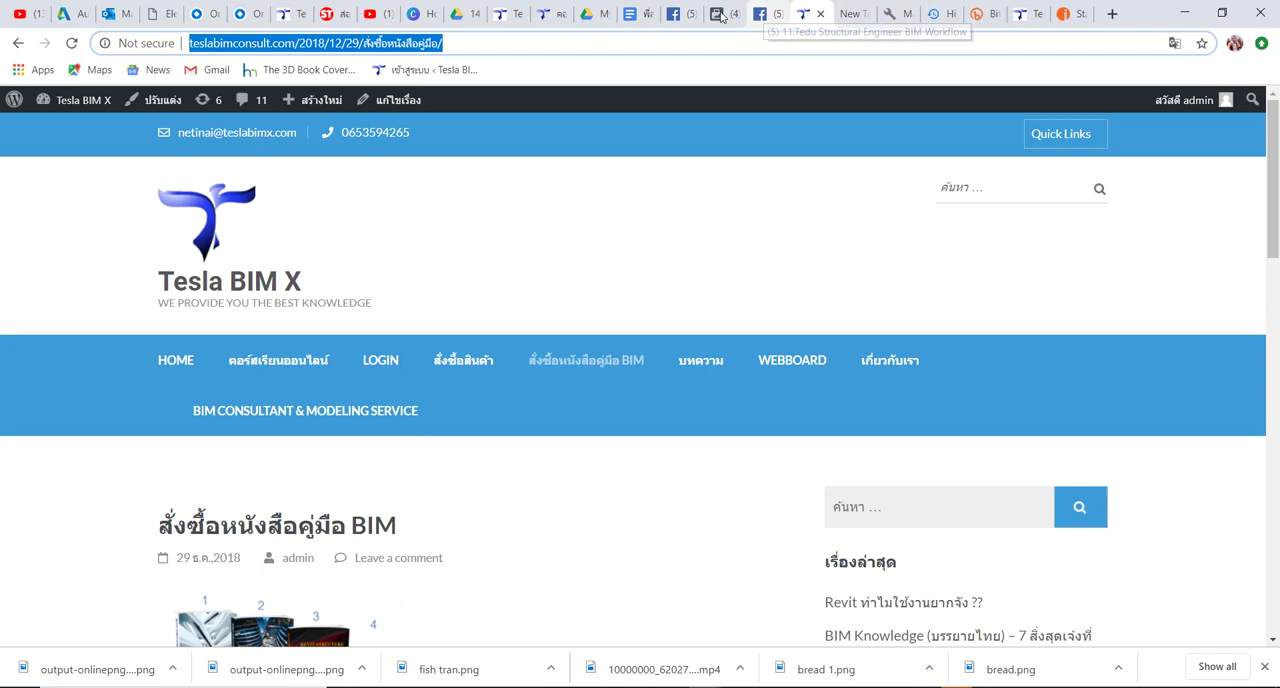 (5) 11.Tedu Structural Engineer BIM Workflow
Not secure | teslabimconsult.com/2018/12/29/สั่งซื้อหนังสือคู่มือ/
Apps Maps News Gmail The 3D Book Cover... เข้าสู่ระบบ ‹ Tesla BI...
Tesla BIM X ปรับแต่ง 6 11 สร้างใหม่ แก้ไขเรื่อง สวัสดี admin
netinai@teslabimx.com 0653594265 Quick Links
ค้นหา ...
Tesla BIM X
WE PROVIDE YOU THE BEST KNOWLEDGE
HOME คอร์สเรียนออนไลน์ LOGIN สั่งซื้อสินค้า สั่งซื้อหนังสือคู่มือ BIM บทความ WEBBOARD เกี่ยวกับเรา
BIM CONSULTANT & MODELING SERVICE
ค้นหา ...
สั่งซื้อหนังสือคู่มือ BIM
29 ธ.ค.,2018 admin Leave a comment
เรื่องล่าสุด
Revit ทำไมใช้งานยากจัง ??
BIM Knowledge (บรรยายไทย) – 7 สิ่งสุดเจ๋งที่
1 2 3 4
output-onlinepng....png output-onlinepng....png fish tran.png 10000000_62027....mp4 bread 1.png bread.png Show all